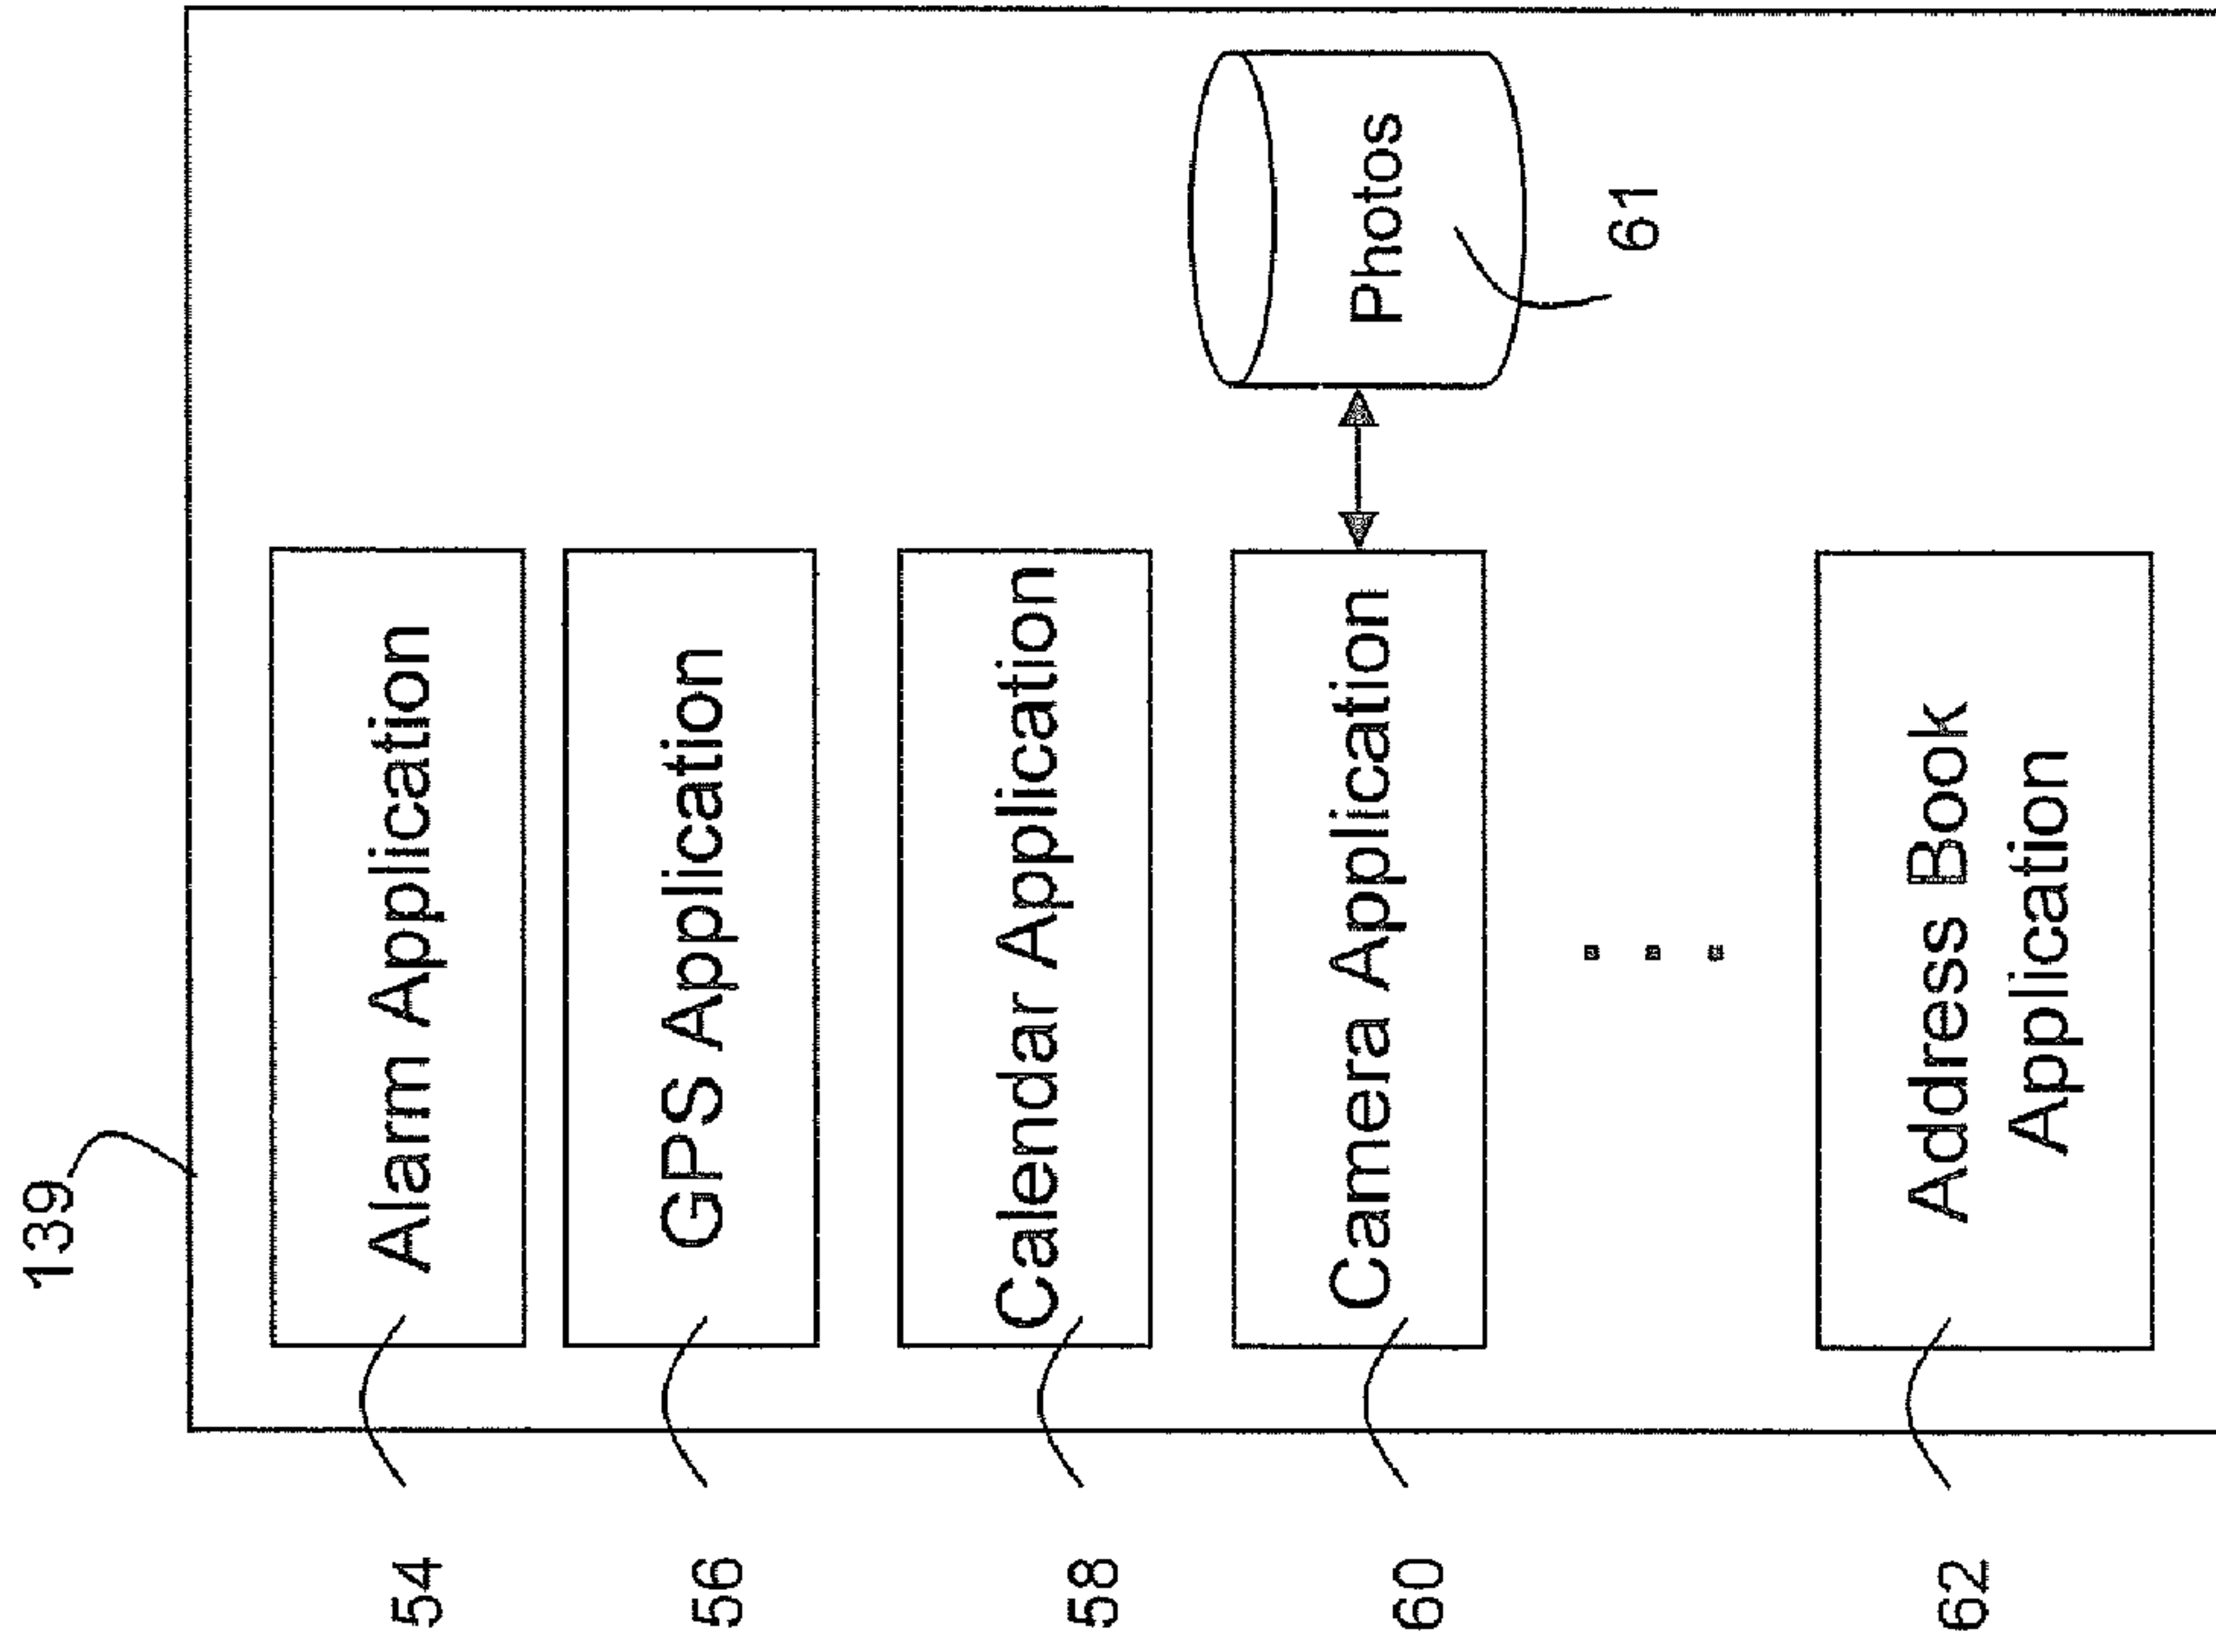 139
54
Alarm Application
56
GPS Application
58
Calendar Application
60
Camera Application
Photos
61
62
Address Book
Application